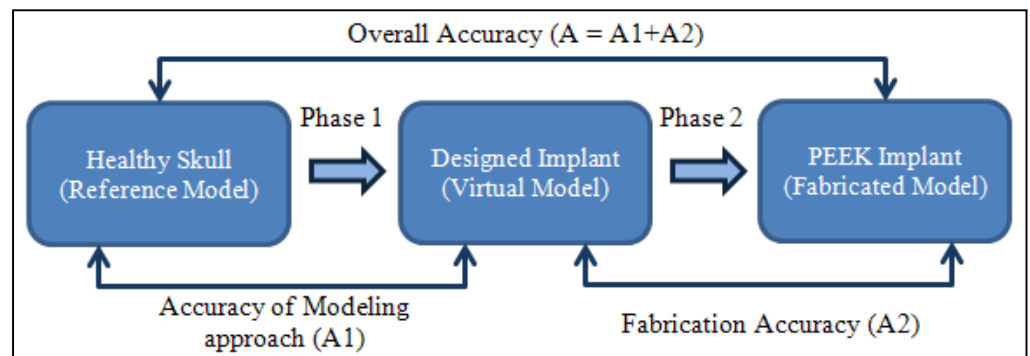 Overall Accuracy (A = A1+A2)
Phase 1
Phase 2
Healthy Skull
(Reference Model)
Designed Implant
(Virtual Model)
PEEK Implant
(Fabricated Model)
Accuracy of Modeling
approach (A1)
Fabrication Accuracy (A2)